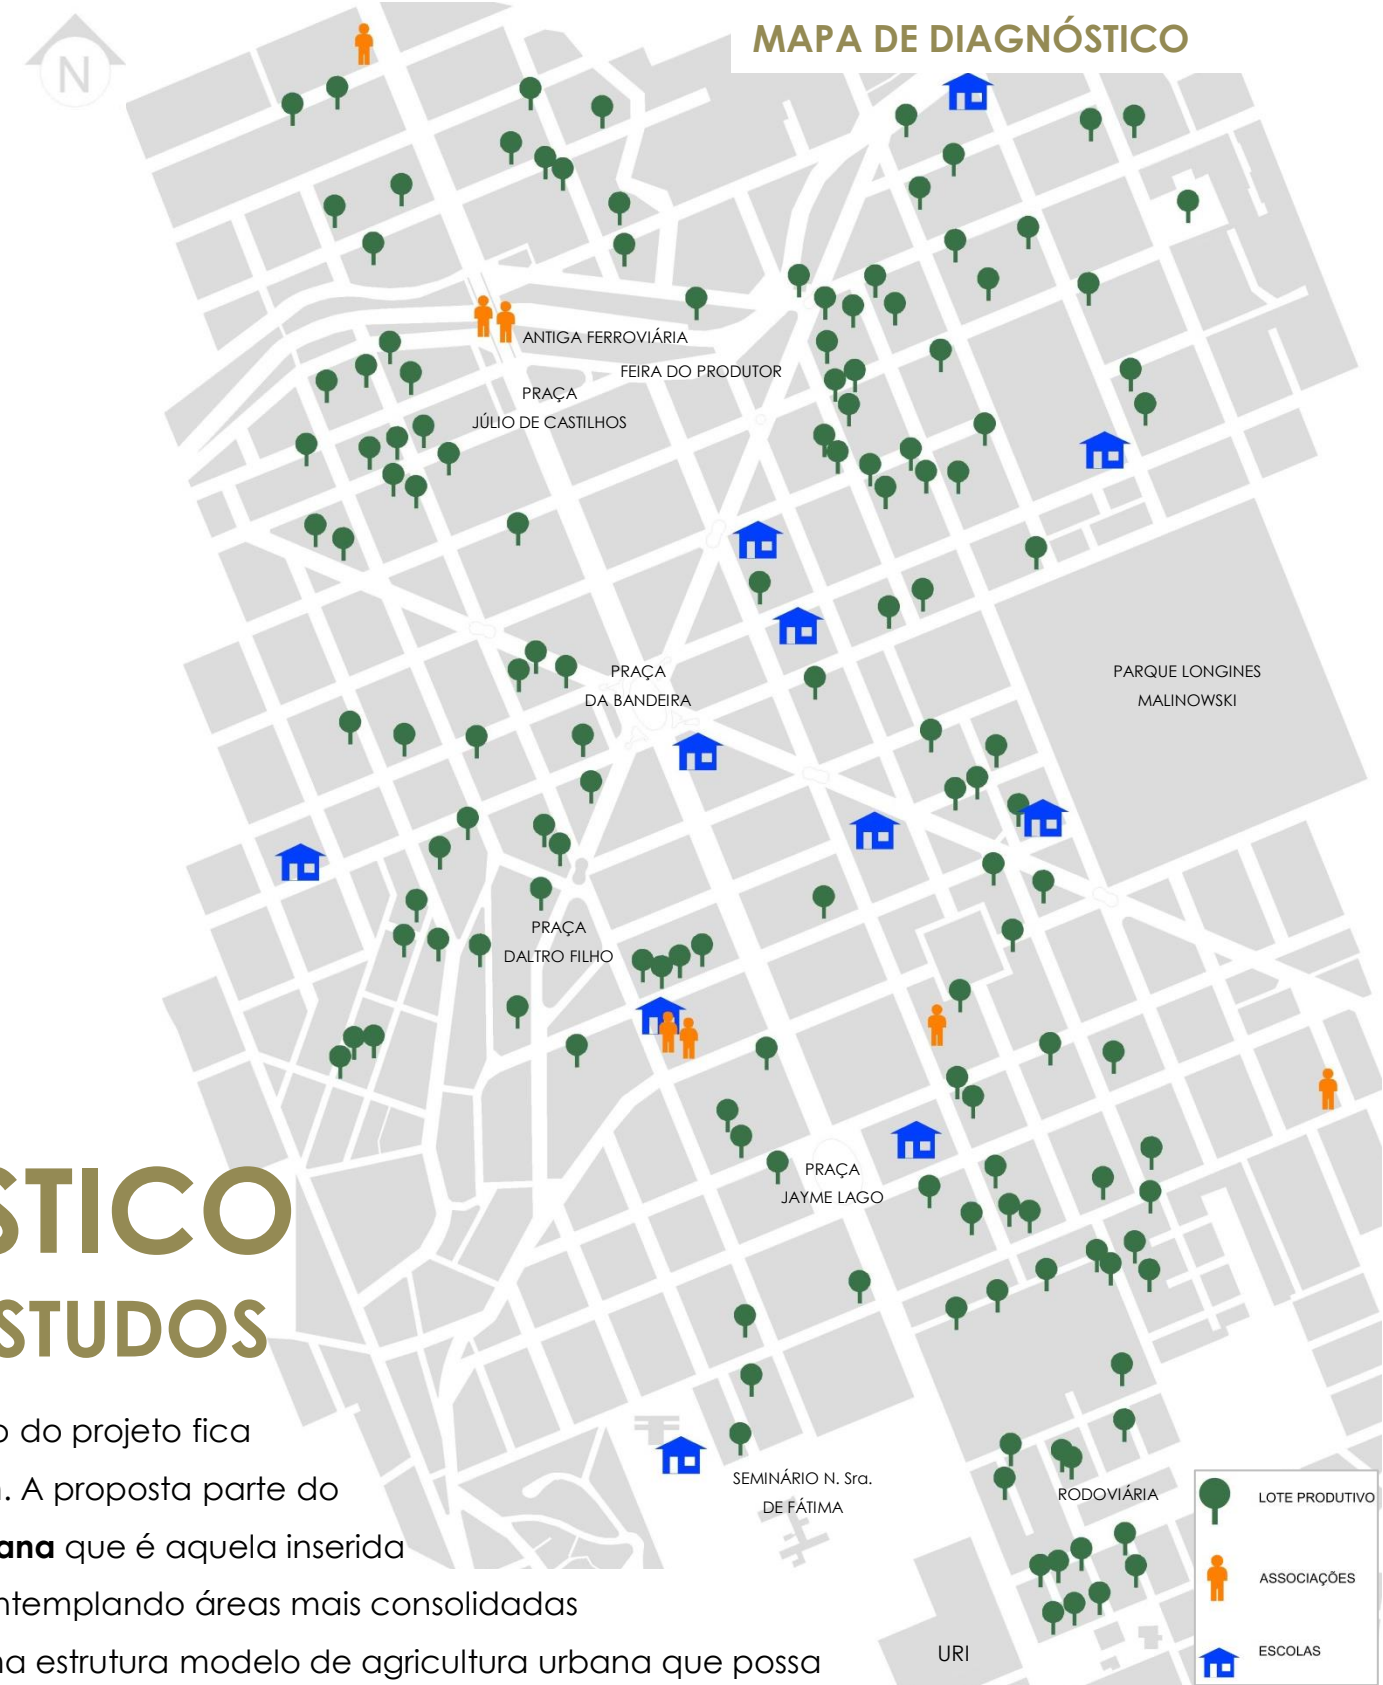 MAPA DE DIAGNÓSTICO
N
ANTIGA FERROVIÁRIA
FEIRA DO PRODUTOR
PRAÇA
JÚLIO DE CASTILHOS
PRAÇA
DA BANDEIRA
PARQUE LONGINES
MALINOWSKI
PRAÇA
DALTRO FILHO
PRAÇA
JAYME LAGO
STICO
STUDOS
o do projeto fica
. A proposta parte do
ana que é aquela inserida
ntemplando áreas mais consolidadas
na estrutura modelo de agricultura urbana que possa
SEMINÁRIO N. Sra.
DE FÁTIMA
RODOVIÁRIA
URI
LOTE PRODUTIVO
ASSOCIAÇÕES
ESCOLAS